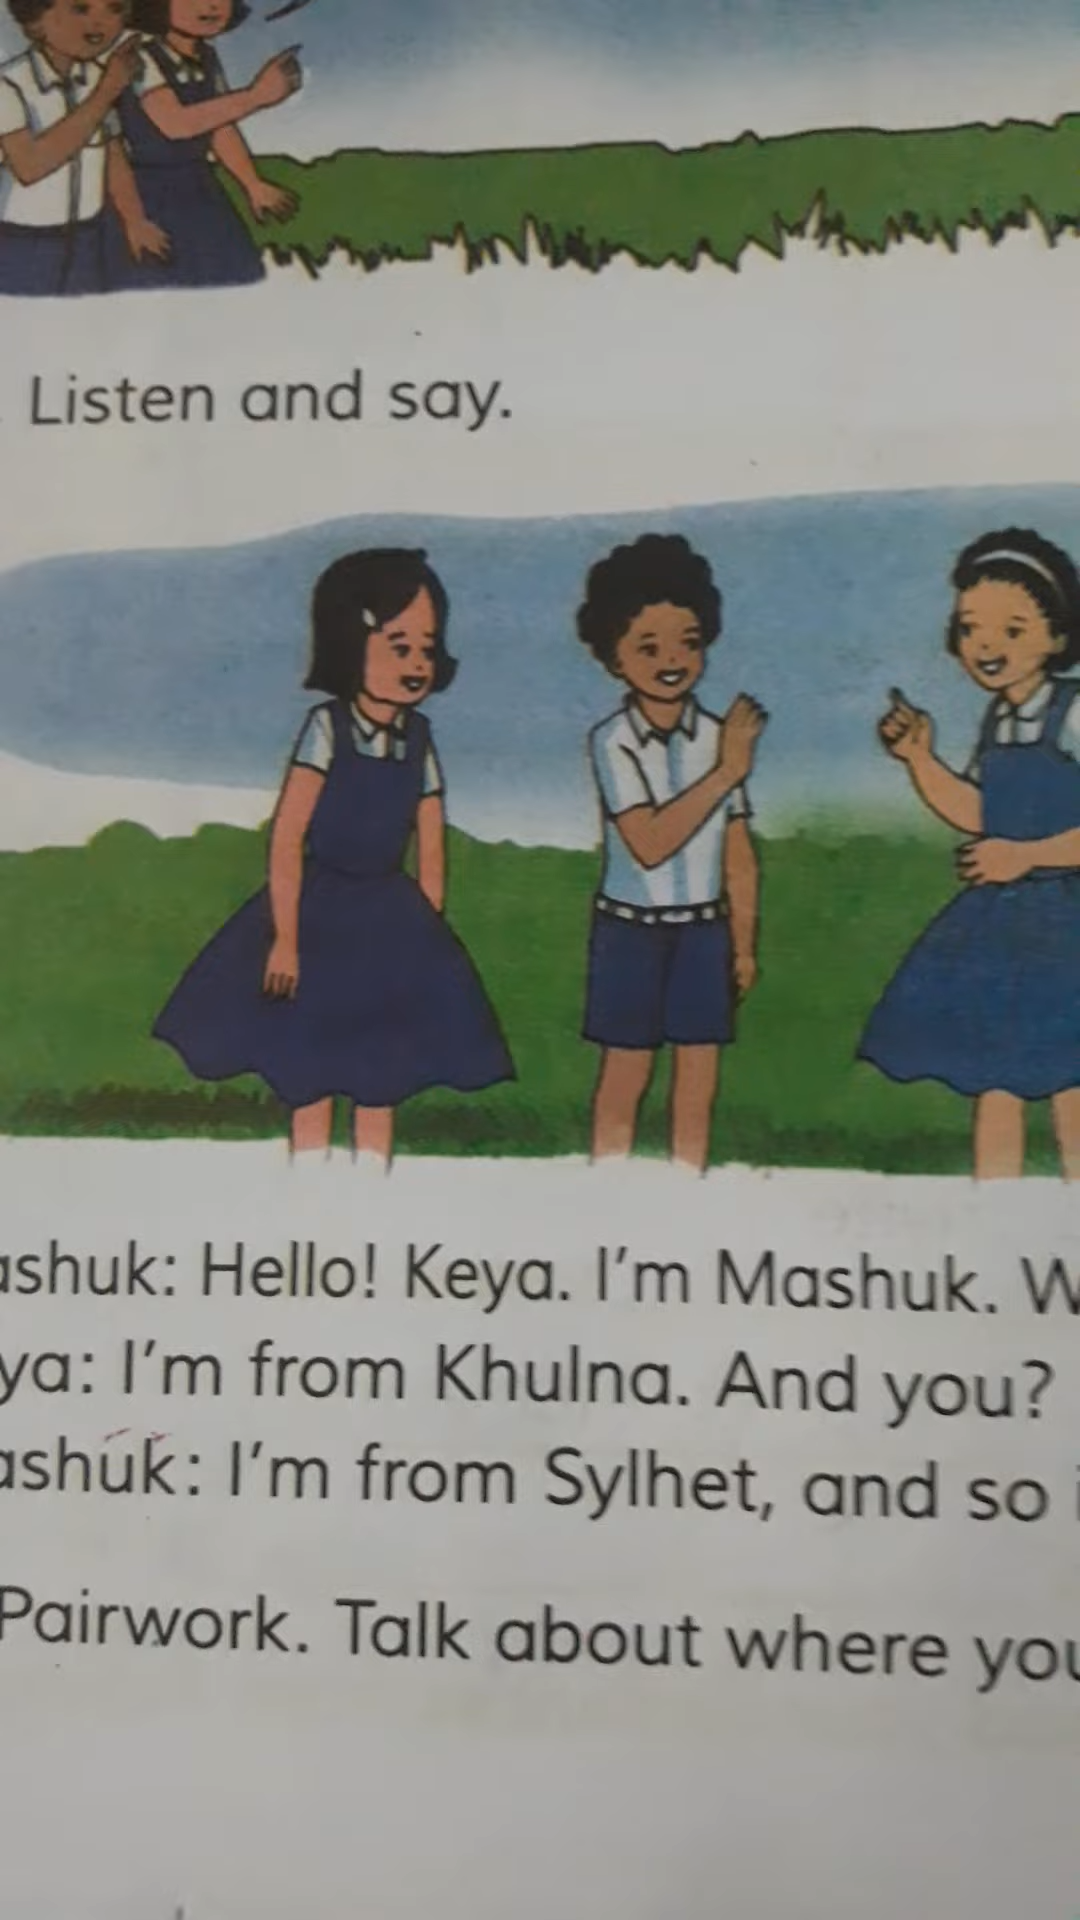 Listen and say.
ashuk: Hello! Keya. I'm Mashuk. W
ya: I'm from Khulna. And you?
ashuk: I'm from Sylhet, and so i
Pairwork. Talk about where you